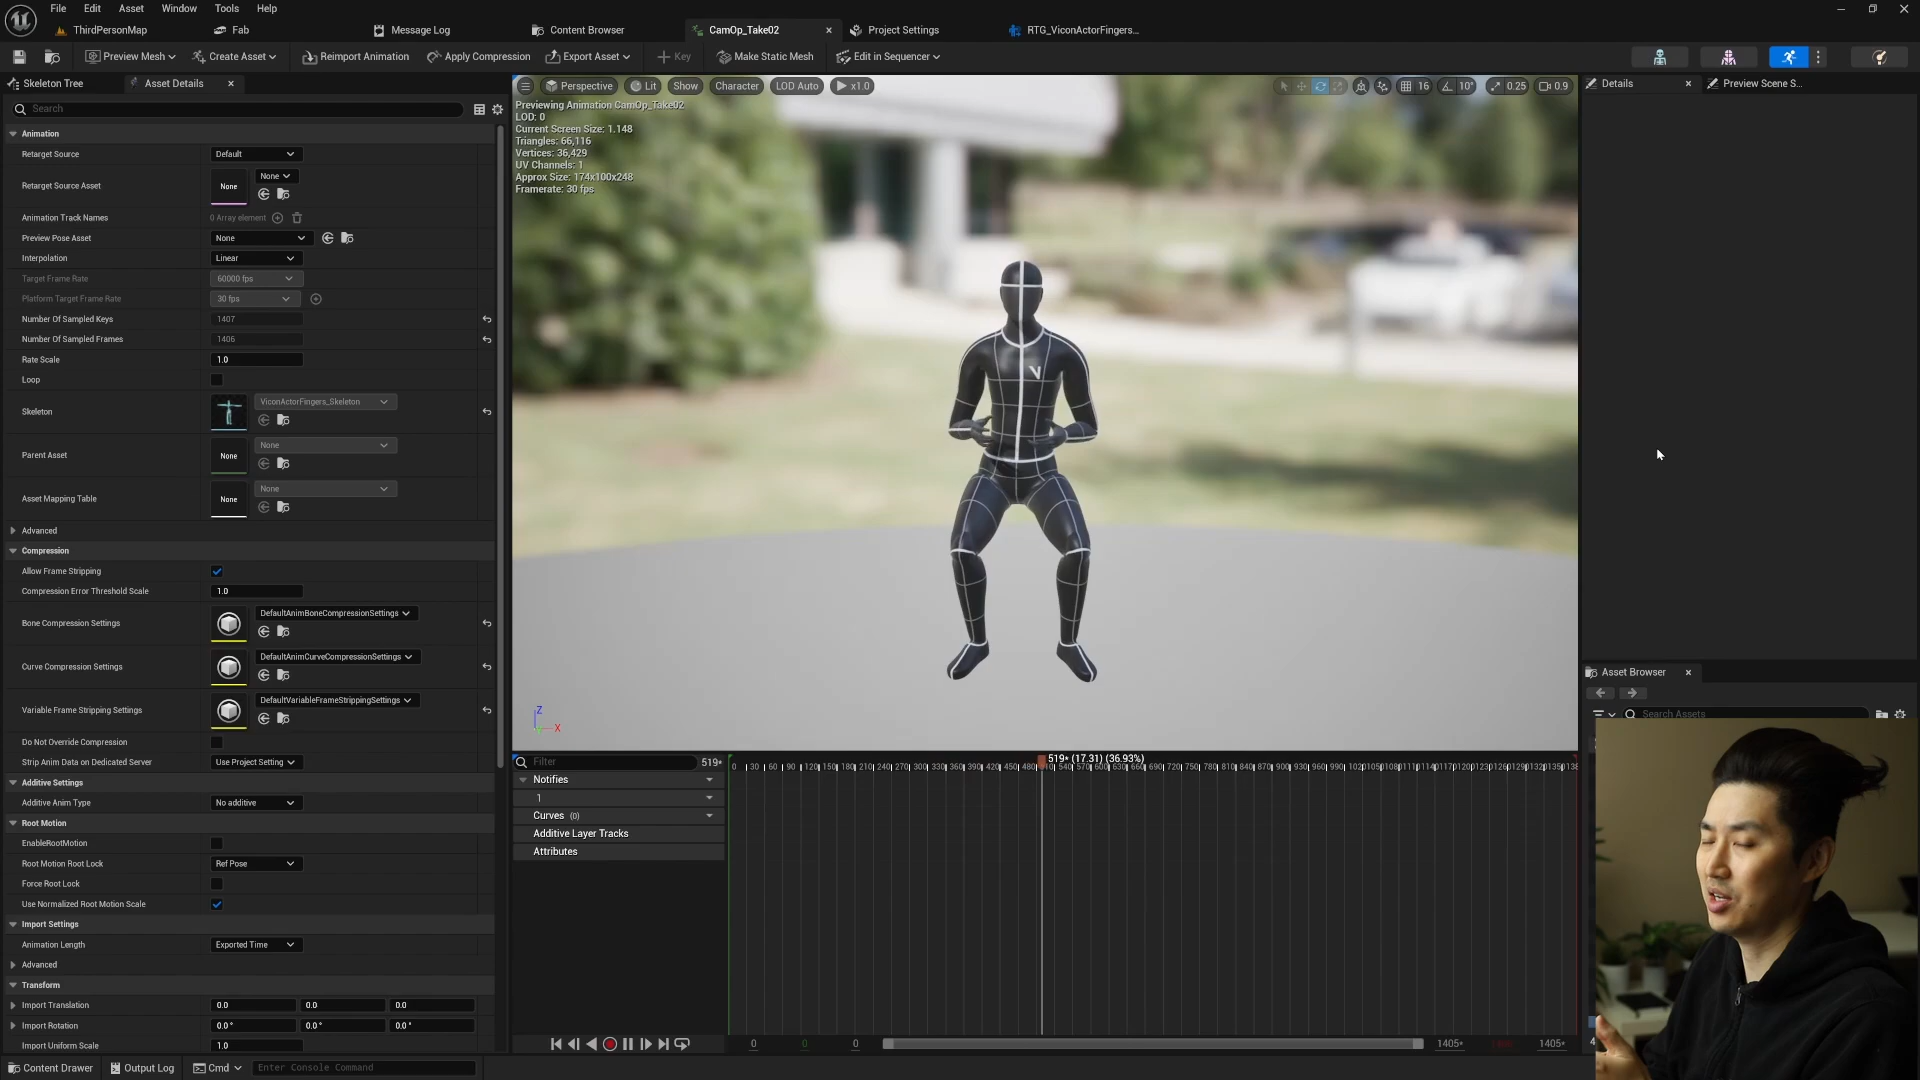 File Edit Asset Window Tools Help
ThirdPersonMap Fab Message Log Content Browser CamOp_Take02 Project Settings RTG_ViconActorFingers...
Preview Mesh Create Asset Reimport Animation Apply Compression Export Asset Key Make Static Mesh Edit in Sequencer
Skeleton Tree Asset Details
Search
Animation
Retarget Source Default
Retarget Source Asset None None
Animation Track Names 0 Array element
Preview Pose Asset None
Interpolation Linear
Target Frame Rate 60000 fps
Platform Target Frame Rate 30 fps
Number Of Sampled Keys 1407
Number Of Sampled Frames 1406
Rate Scale 1.0
Loop
Skeleton ViconActorFingers_Skeleton
Parent Asset None None
Asset Mapping Table None None
Advanced
Compression
Allow Frame Stripping
Compression Error Threshold Scale 1.0
Bone Compression Settings DefaultAnimBoneCompressionSettings
Curve Compression Settings DefaultAnimCurveCompressionSettings
Variable Frame Stripping Settings DefaultVariableFrameStrippingSettings
Do Not Override Compression
Strip Anim Data on Dedicated Server Use Project Setting
Additive Settings
Additive Anim Type No additive
Root Motion
EnableRootMotion
Root Motion Root Lock Ref Pose
Force Root Lock
Use Normalized Root Motion Scale
Import Settings
Animation Length Exported Time
Advanced
Transform
Import Translation 0.0 0.0 0.0
Import Rotation 0.0° 0.0° 0.0°
Import Uniform Scale 1.0
Content Drawer Output Log Cmd Enter Console Command
Perspective Lit Show Character LOD Auto x1.0 16 10° 0.25 0.9
Previewing Animation CamOp_Take02
LOD: 0
Current Screen Size: 1.148
Triangles: 66,116
Vertices: 36,429
UV Channels: 1
Approx Size: 174x100x248
Framerate: 30 fps
V
Z
X
Filter 519*
519* (17.31) (36.93%)
0 30 60 90 120 150 180 210 240 270 300 330 360 390 420 450 480 540 570 600 630 660 690 720 750 780 810 840 870 900 930 960 990
Notifies
1
Curves (0)
Additive Layer Tracks
Attributes
0 0 0 1405* 1405*
Details Preview Scene S...
Asset Browser
Search Assets